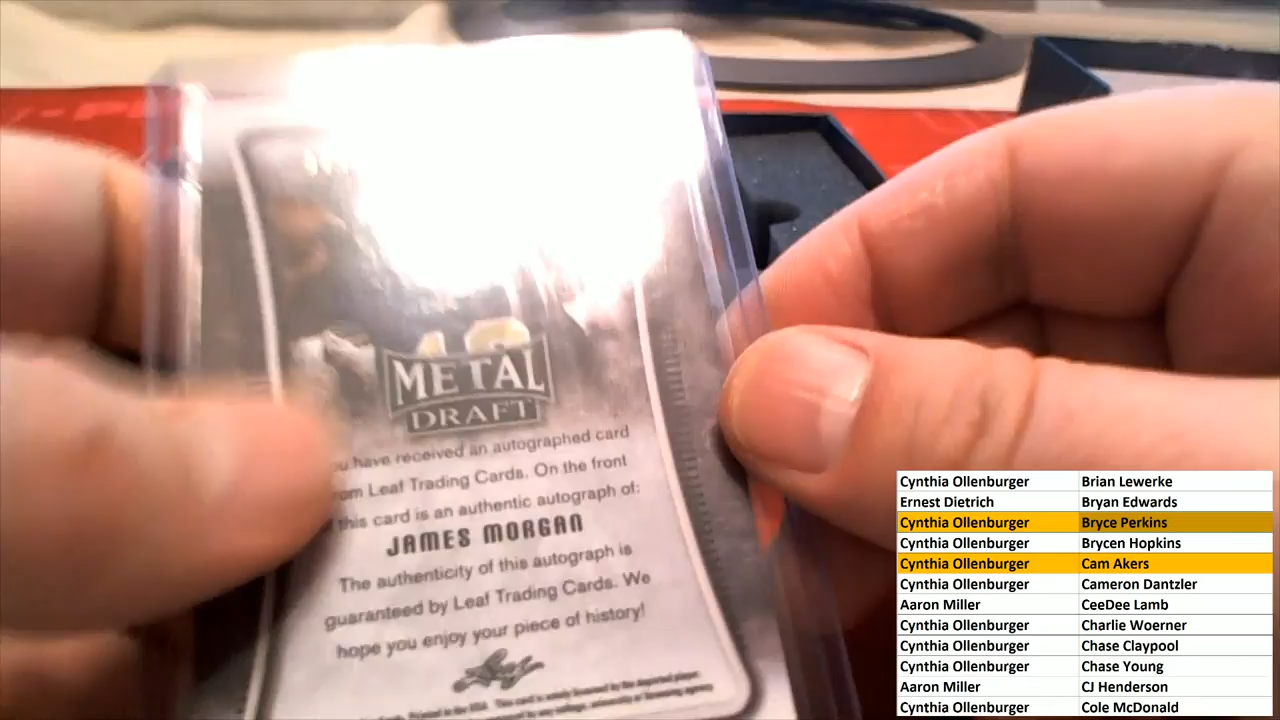 METAL
DRAFT
have received an autographed card
from Leaf Trading Cards. On the front
this card is an authentic autograph of:
JAMES MORGAN
The authenticity of this autograph is
guaranteed by Leaf Trading Cards. We
hope you enjoy your piece of history!
Leaf
Cynthia Ollenburger Brian Lewerke
Ernest Dietrich Bryan Edwards
Cynthia Ollenburger Bryce Perkins
Cynthia Ollenburger Brycen Hopkins
Cynthia Ollenburger Cam Akers
Cynthia Ollenburger Cameron Dantzler
Aaron Miller CeeDee Lamb
Cynthia Ollenburger Charlie Woerner
Cynthia Ollenburger Chase Claypool
Cynthia Ollenburger Chase Young
Aaron Miller CJ Henderson
Cynthia Ollenburger Cole McDonald